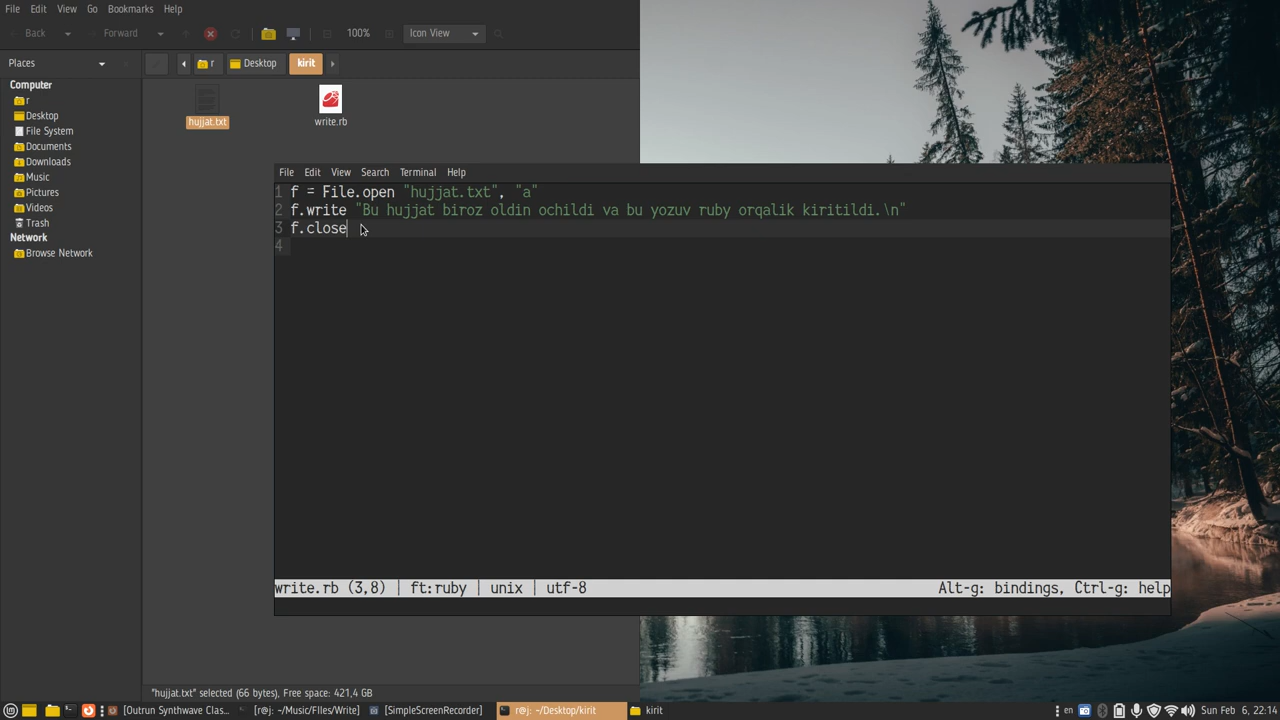 File Edit View Go Bookmarks Help
Back Forward 100% Icon View
Places r Desktop kirit
Computer
r
Desktop
File System
Documents
Downloads
Music
Pictures
Videos
Trash
Network
Browse Network
hujjat.txt write.rb
File Edit View Search Terminal Help
1 f = File.open "hujjat.txt", "a"
2 f.write "Bu hujjat biroz oldin ochildi va bu yozuv ruby orqalik kiritildi.\n"
3 f.close
4
write.rb (3,8) | ft:ruby | unix | utf-8 Alt-g: bindings, Ctrl-g: help
"hujjat.txt" selected (66 bytes), Free space: 421,4 GB
[Outrun Synthwave Clas... [r@j: ~/Music/FIles/Write] [SimpleScreenRecorder] r@j: ~/Desktop/kirit kirit en Sun Feb 6, 22:14